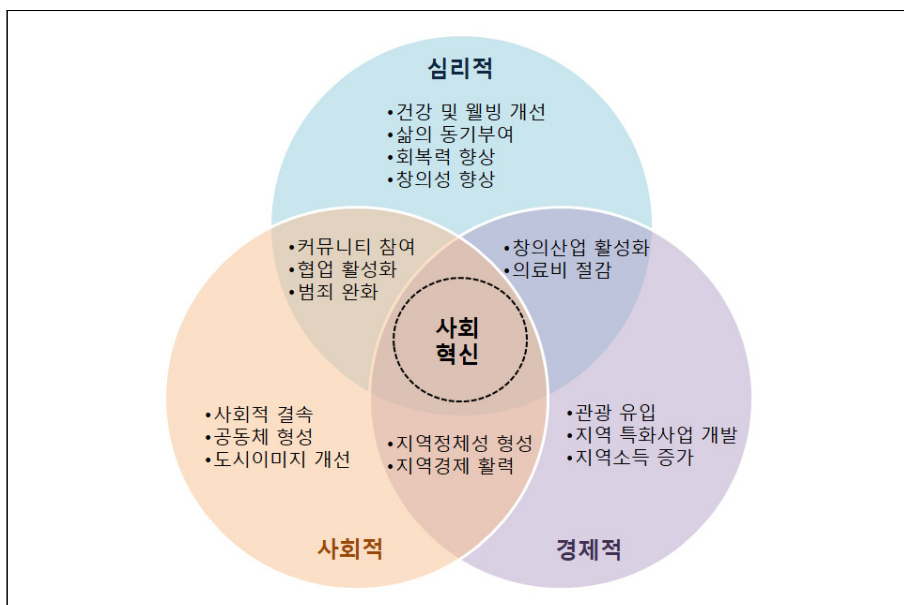 심리적
•건강 및 웰빙 개선
•삶의 동기부여
•회복력 향상
•창의성 향상
•커뮤니티 참여
•협업 활성화
•범죄 완화
•창의산업 활성화
•의료비 절감
사회
혁신
•사회적 결속
•공동체 형성
•도시이미지 개선
•지역정체성 형성
•지역경제 활력
•관광 유입
•지역 특화사업 개발
•지역소득 증가
사회적
경제적